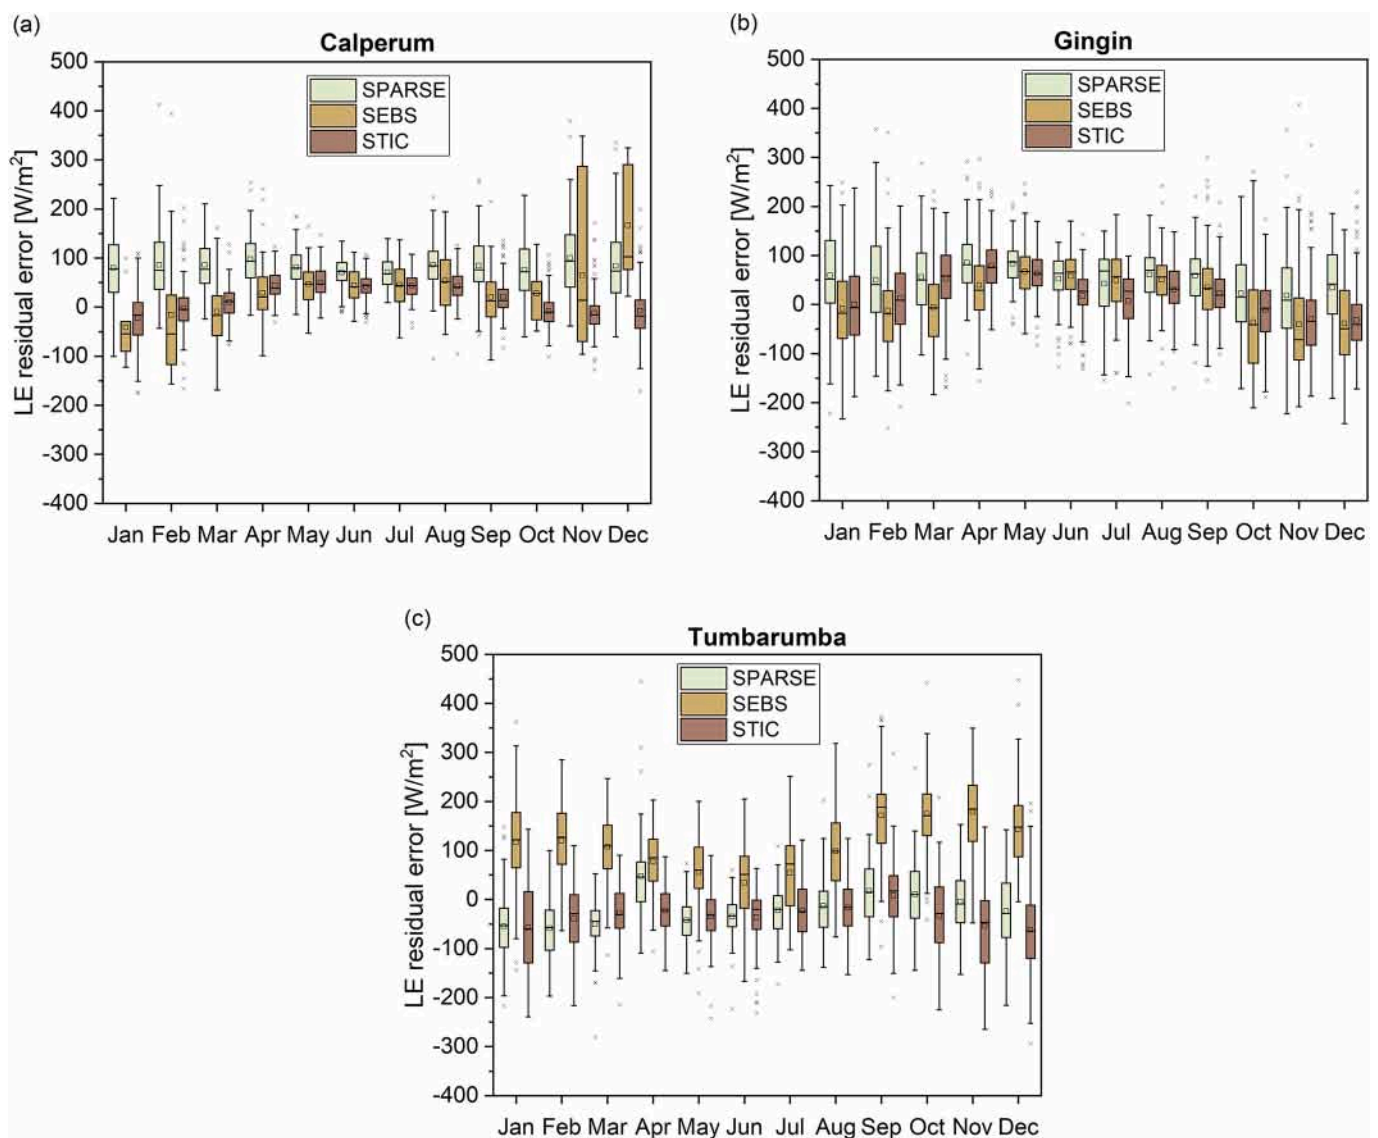 (a)
Calperum
LE residual error [W/m²]
500
400
300
200
100
0
-100
-200
-300
-400
SPARSE
SEBS
STIC
Jan Feb Mar Apr May Jun Jul Aug Sep Oct Nov Dec
(b)
Gingin
LE residual error [W/m²]
500
400
300
200
100
0
-100
-200
-300
-400
SPARSE
SEBS
STIC
Jan Feb Mar Apr May Jun Jul Aug Sep Oct Nov Dec
(c)
Tumbarumba
LE residual error [W/m²]
500
400
300
200
100
0
-100
-200
-300
-400
SPARSE
SEBS
STIC
Jan Feb Mar Apr May Jun Jul Aug Sep Oct Nov Dec